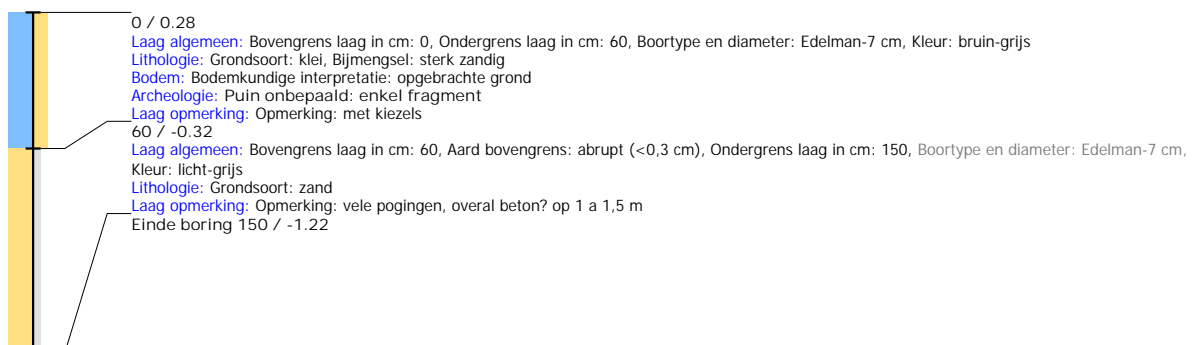 0 / 0.28
Laag algemeen: Bovengrens laag in cm: 0, Ondergrens laag in cm: 60, Boortype en diameter: Edelman-7 cm, Kleur: bruin-grijs
Lithologie: Grondsoort: klei, Bijmengsel: sterk zandig
Bodem: Bodemkundige interpretatie: opgebrachte grond
Archeologie: Puin onbepaald: enkel fragment
Laag opmerking: Opmerking: met kiezels
60 / -0.32
Laag algemeen: Bovengrens laag in cm: 60, Aard bovengrens: abrupt (<0,3 cm), Ondergrens laag in cm: 150, Boortype en diameter: Edelman-7 cm,
Kleur: licht-grijs
Lithologie: Grondsoort: zand
Laag opmerking: Opmerking: vele pogingen, overal beton? op 1 a 1,5 m
Einde boring 150 / -1.22